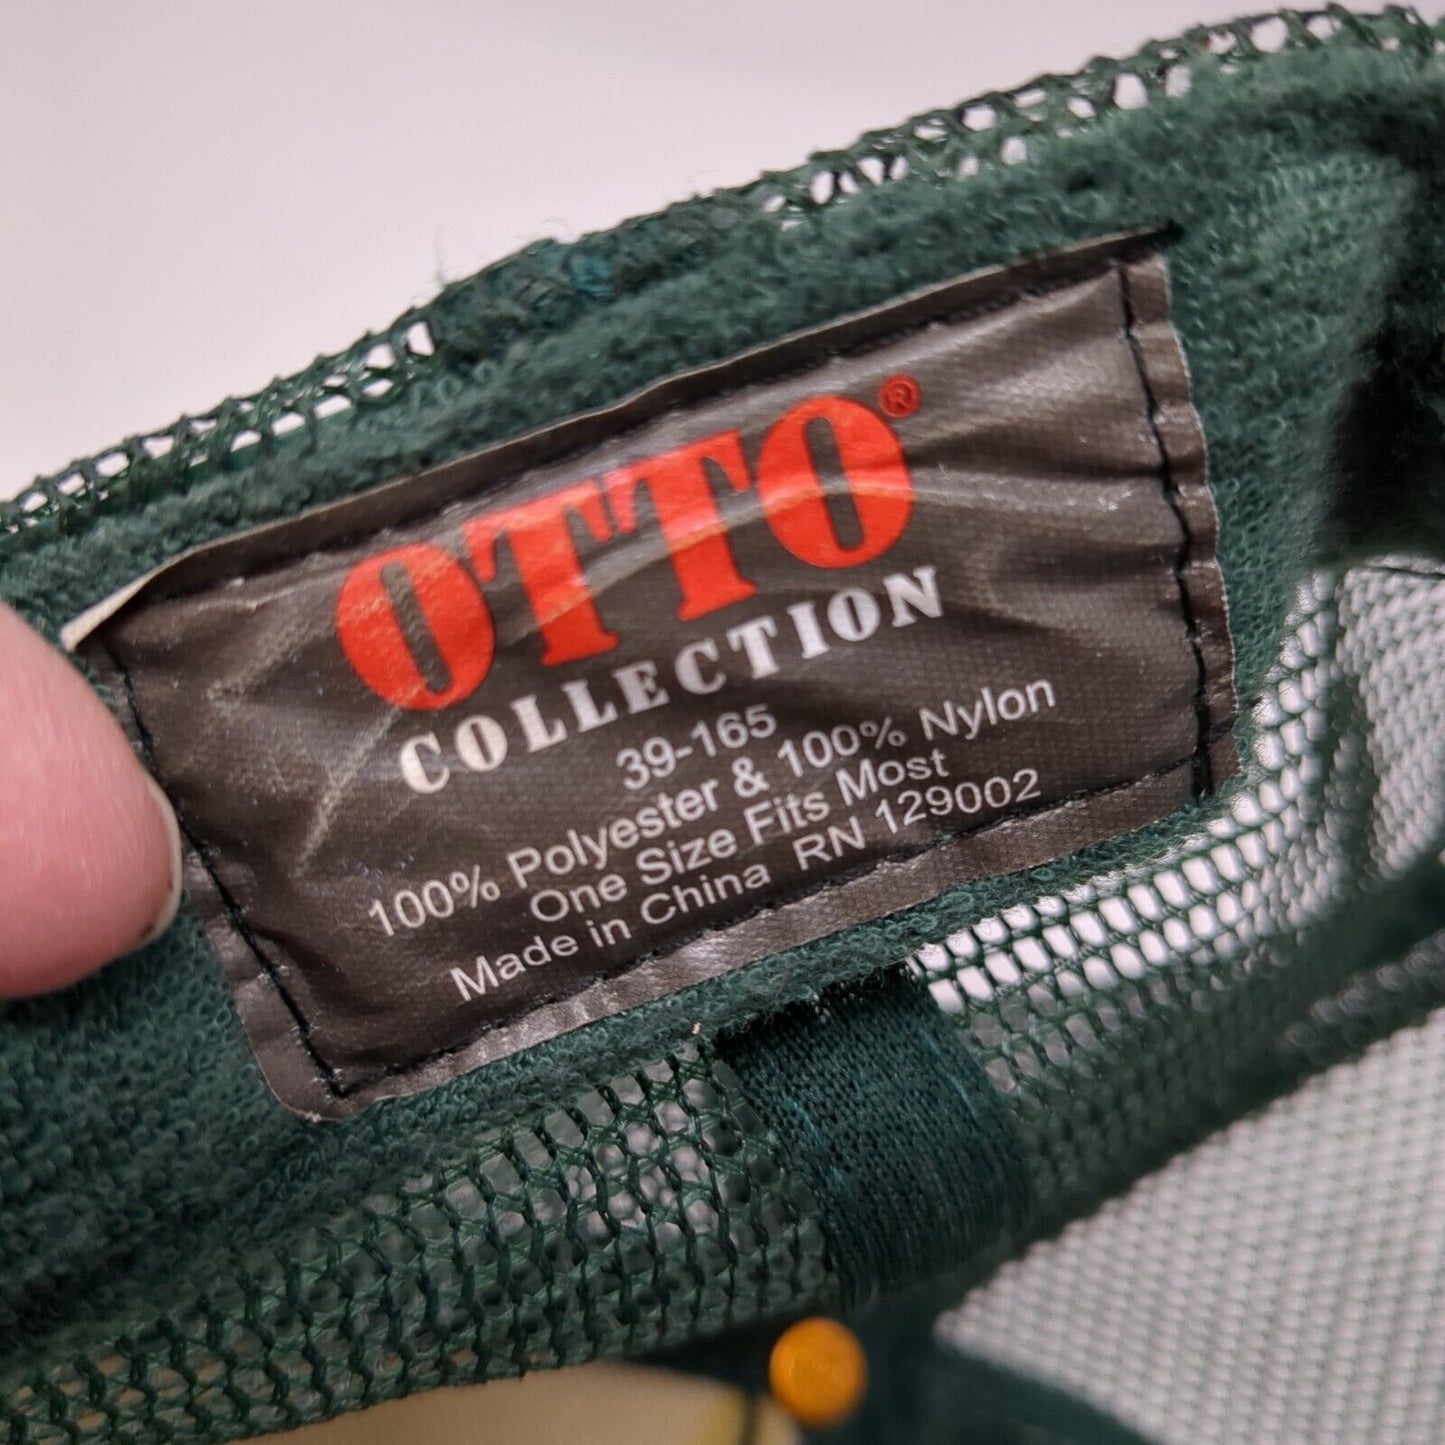 OTTO®
COLLECTION
39-165
100% Polyester & 100% Nylon
One Size Fits Most
Made in China RN 129002